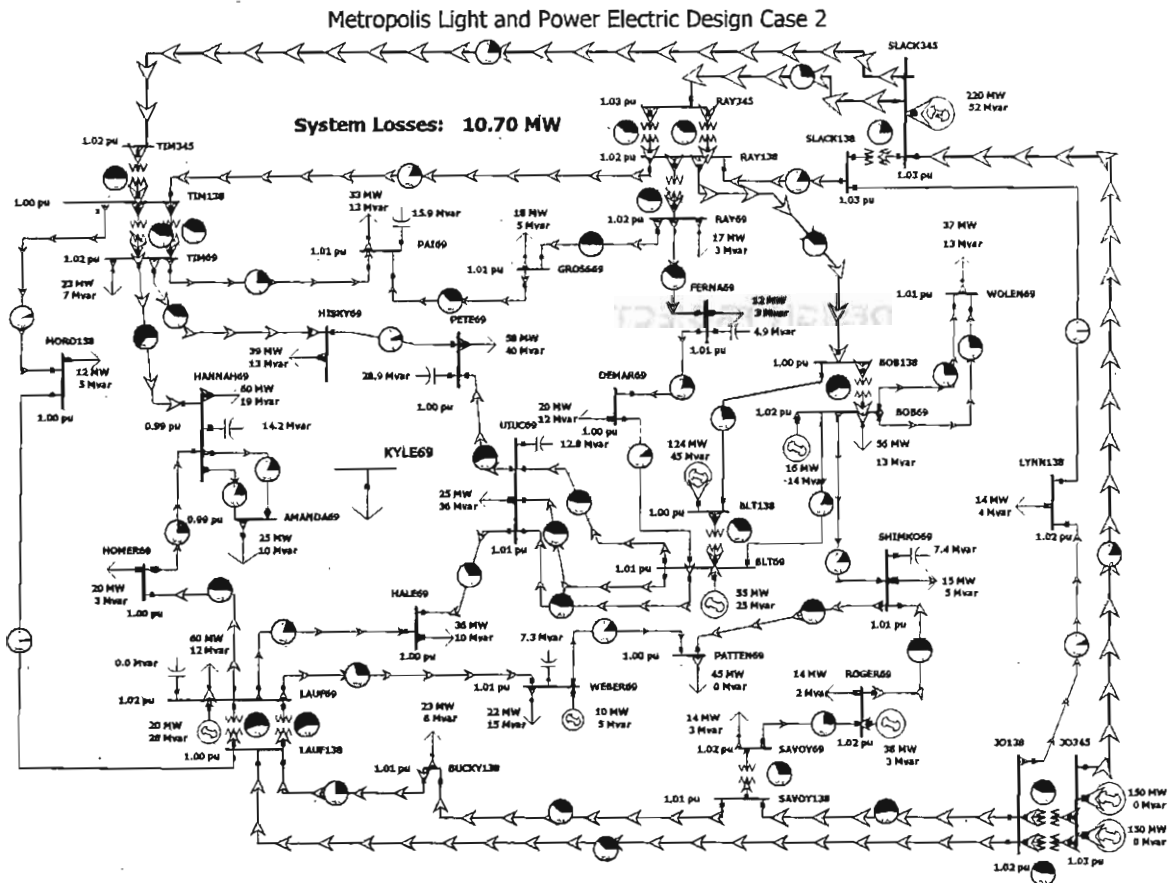 Metropolis Light and Power Electric Design Case 2
SLACK345
220 MW
52 Mvar
1.03 pu
RAY345
SLACK138
System Losses: 10.70 MW
1.02 pu
TIM345
1.02 pu
RAY138
1.03 pu
1.03 pu
33 MW
12 Mvar
15.9 Mvar
18 MW
5 Mvar
1.00 pu
TIM138
1.02 pu
RAY69
37 MW
13 Mvar
17 MW
3 Mvar
1.01 pu
PAI69
1.02 pu
TIM69
1.01 pu
GROSS69
23 MW
7 Mvar
FERNA69
1.01 pu
WOLEN69
12 MW
3 Mvar
4.9 Mvar
1.01 pu
HISKY69
PETE69
58 MW
40 Mvar
MORO138
12 MW
5 Mvar
39 MW
13 Mvar
1.00 pu
BOB138
HANNAH69
60 MW
19 Mvar
28.9 Mvar
DEMAR69
1.00 pu
1.00 pu
20 MW
12 Mvar
1.00 pu
1.02 pu
BOB69
0.99 pu
14.2 Mvar
UIUC69
12.8 Mvar
124 MW
45 Mvar
56 MW
13 Mvar
16 MW
-14 Mvar
KYLE69
LYNN138
14 MW
4 Mvar
25 MW
36 Mvar
1.00 pu
BLT138
0.99 pu
AMANDA69
25 MW
10 Mvar
SHIMKO69
7.4 Mvar
1.02 pu
HOMER69
1.01 pu
1.01 pu
BLT69
20 MW
3 Mvar
1.00 pu
HALE69
55 MW
25 Mvar
15 MW
5 Mvar
1.01 pu
36 MW
10 Mvar
7.3 Mvar
60 MW
12 Mvar
1.00 pu
1.00 pu
PATTEN69
0.0 Mvar
45 MW
0 Mvar
14 MW
2 Mvar
ROGER69
1.01 pu
WEBER69
1.02 pu
LAUF69
22 MW
15 Mvar
10 MW
5 Mvar
23 MW
6 Mvar
14 MW
3 Mvar
20 MW
28 Mvar
1.02 pu
38 MW
3 Mvar
1.02 pu
SAVOY69
1.00 pu
LAUF138
1.01 pu
BUCKY138
JO138
JO345
1.01 pu
SAVOY138
150 MW
0 Mvar
150 MW
0 Mvar
1.02 pu
1.03 pu